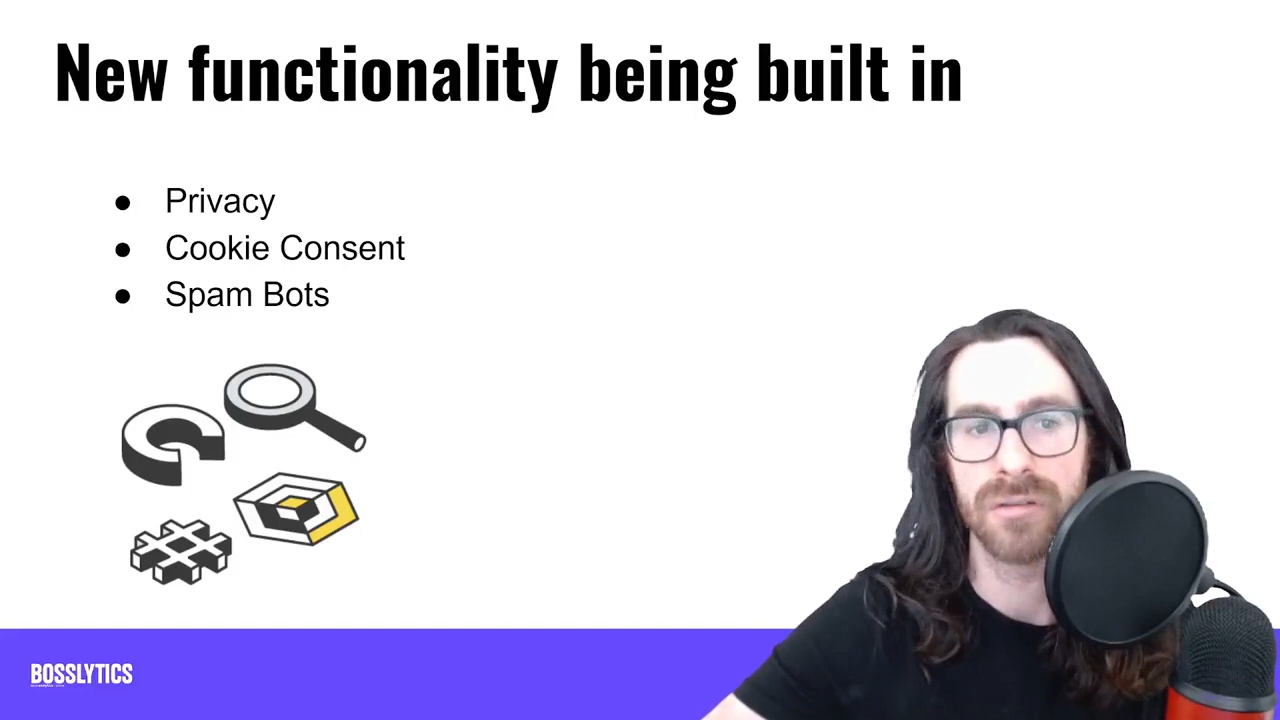 New functionality being built in
● Privacy
● Cookie Consent
● Spam Bots
BOSSLYTICS